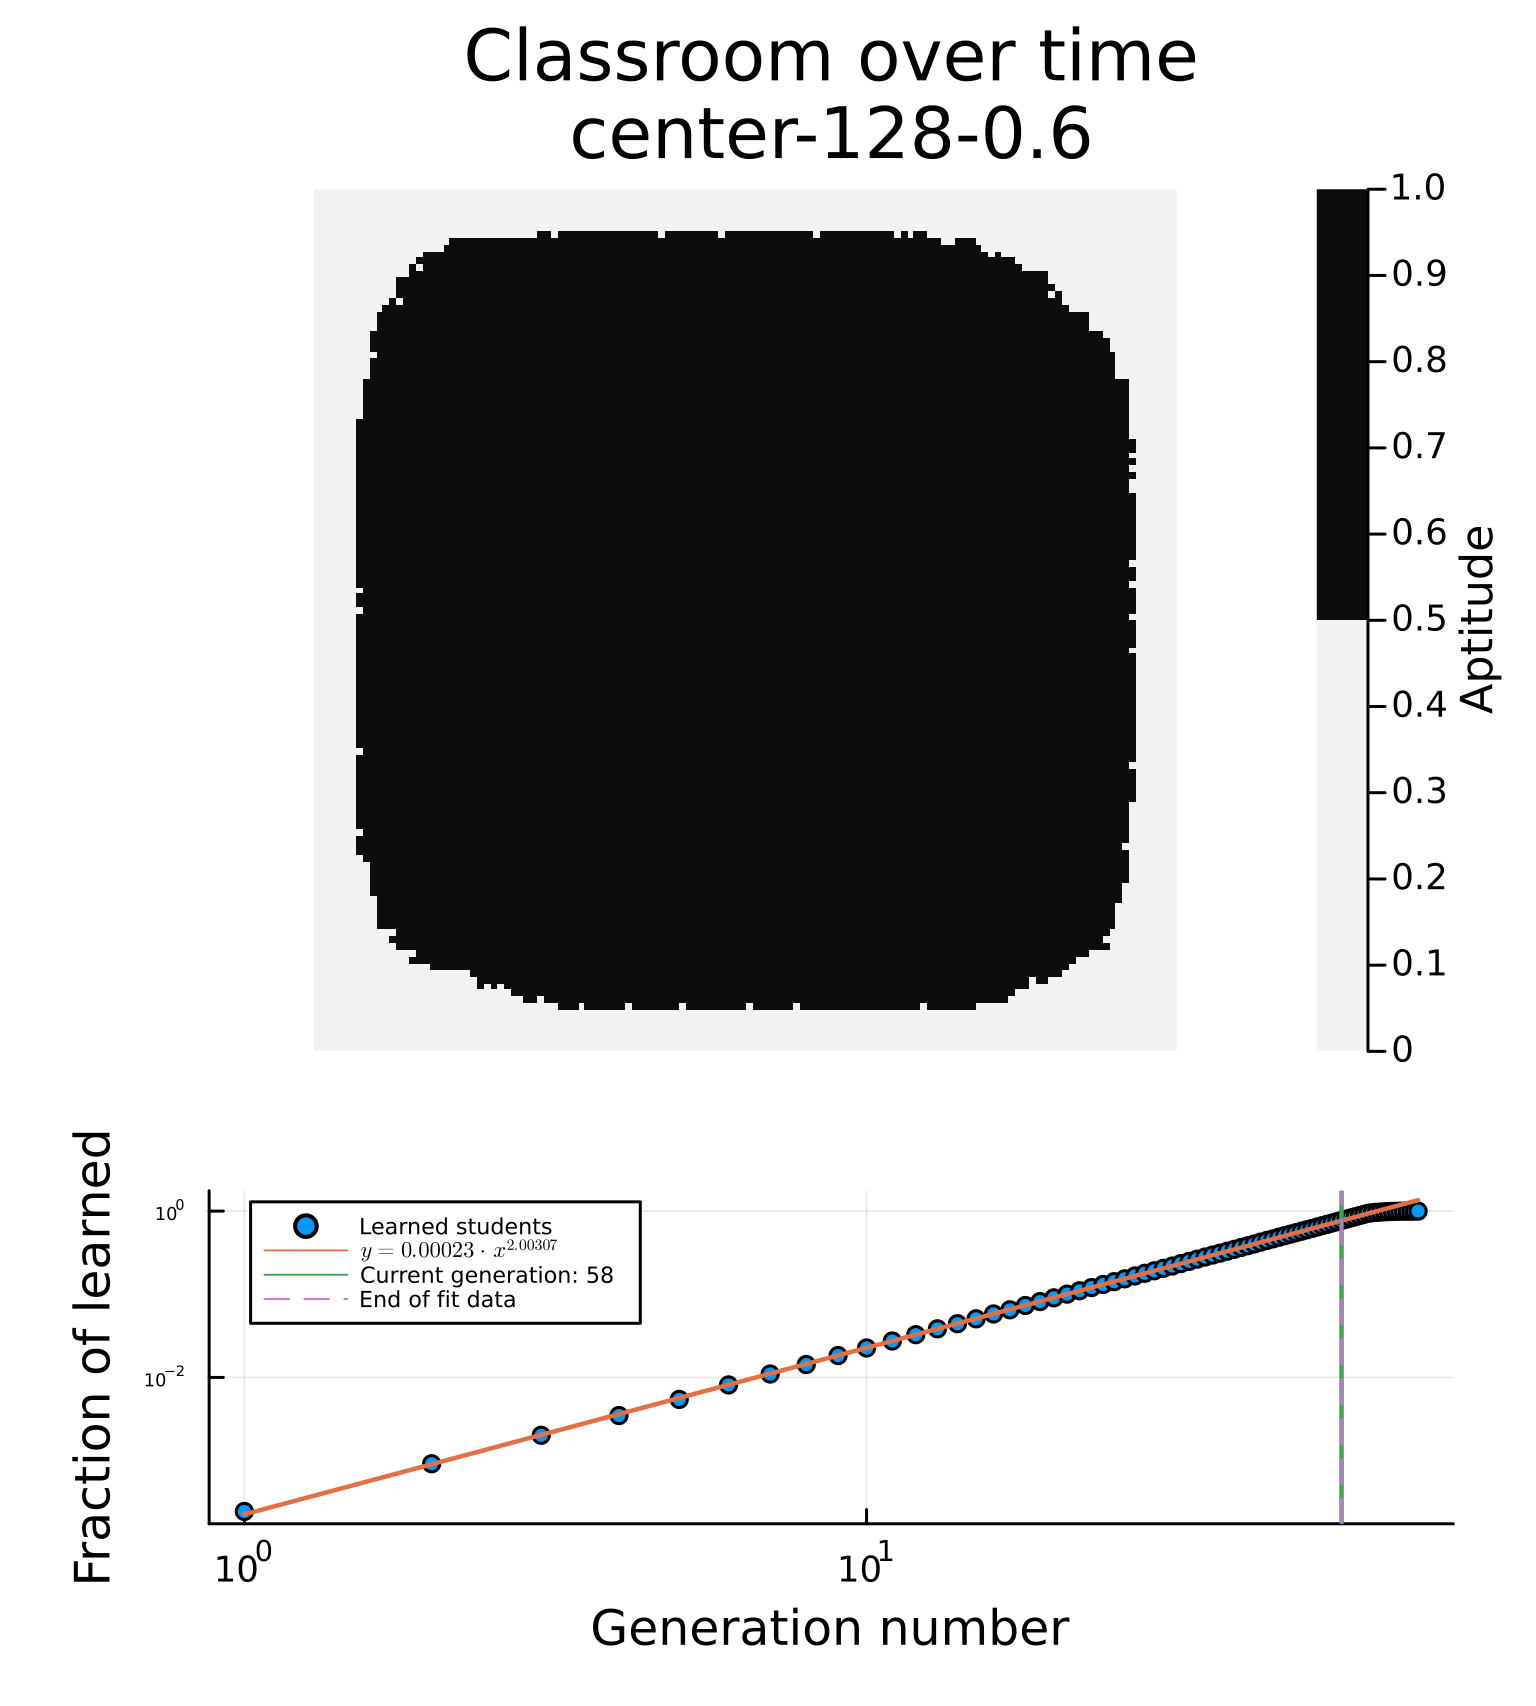 Classroom over time
center-128-0.6
1.0
0.9
0.8
0.7
0.6
0.5
0.4
0.3
0.2
0.1
0
Aptitude
Fraction of learned
10⁰
10⁻²
Learned students
y = 0.00023 · x^2.00307
Current generation: 58
End of fit data
10⁰
10¹
Generation number